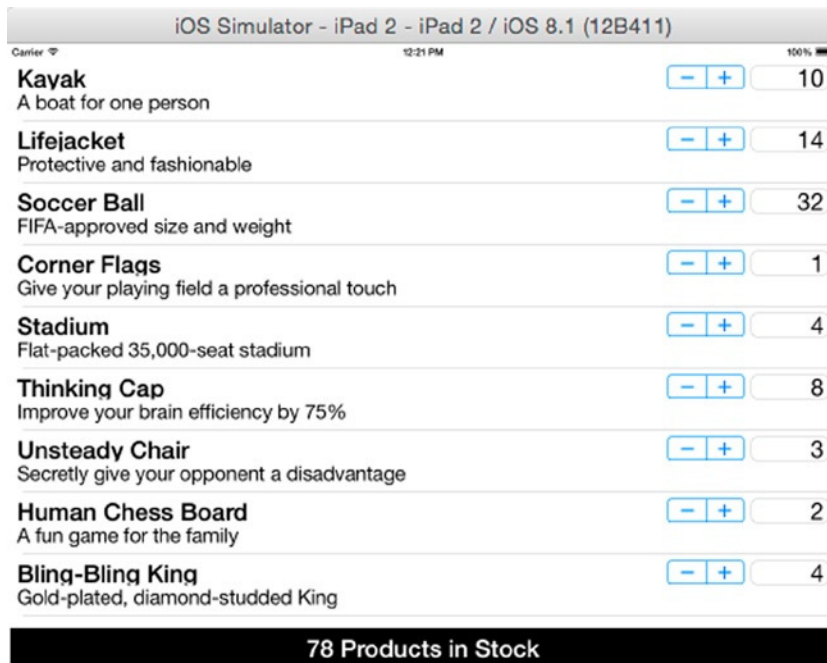 iOS Simulator - iPad 2 - iPad 2 / iOS 8.1 (12B411)
Carrier 12:21 PM 100%
Kayak - + 10
A boat for one person
Lifejacket - + 14
Protective and fashionable
Soccer Ball - + 32
FIFA-approved size and weight
Corner Flags - + 1
Give your playing field a professional touch
Stadium - + 4
Flat-packed 35,000-seat stadium
Thinking Cap - + 8
Improve your brain efficiency by 75%
Unsteady Chair - + 3
Secretly give your opponent a disadvantage
Human Chess Board - + 2
A fun game for the family
Bling-Bling King - + 4
Gold-plated, diamond-studded King
78 Products in Stock